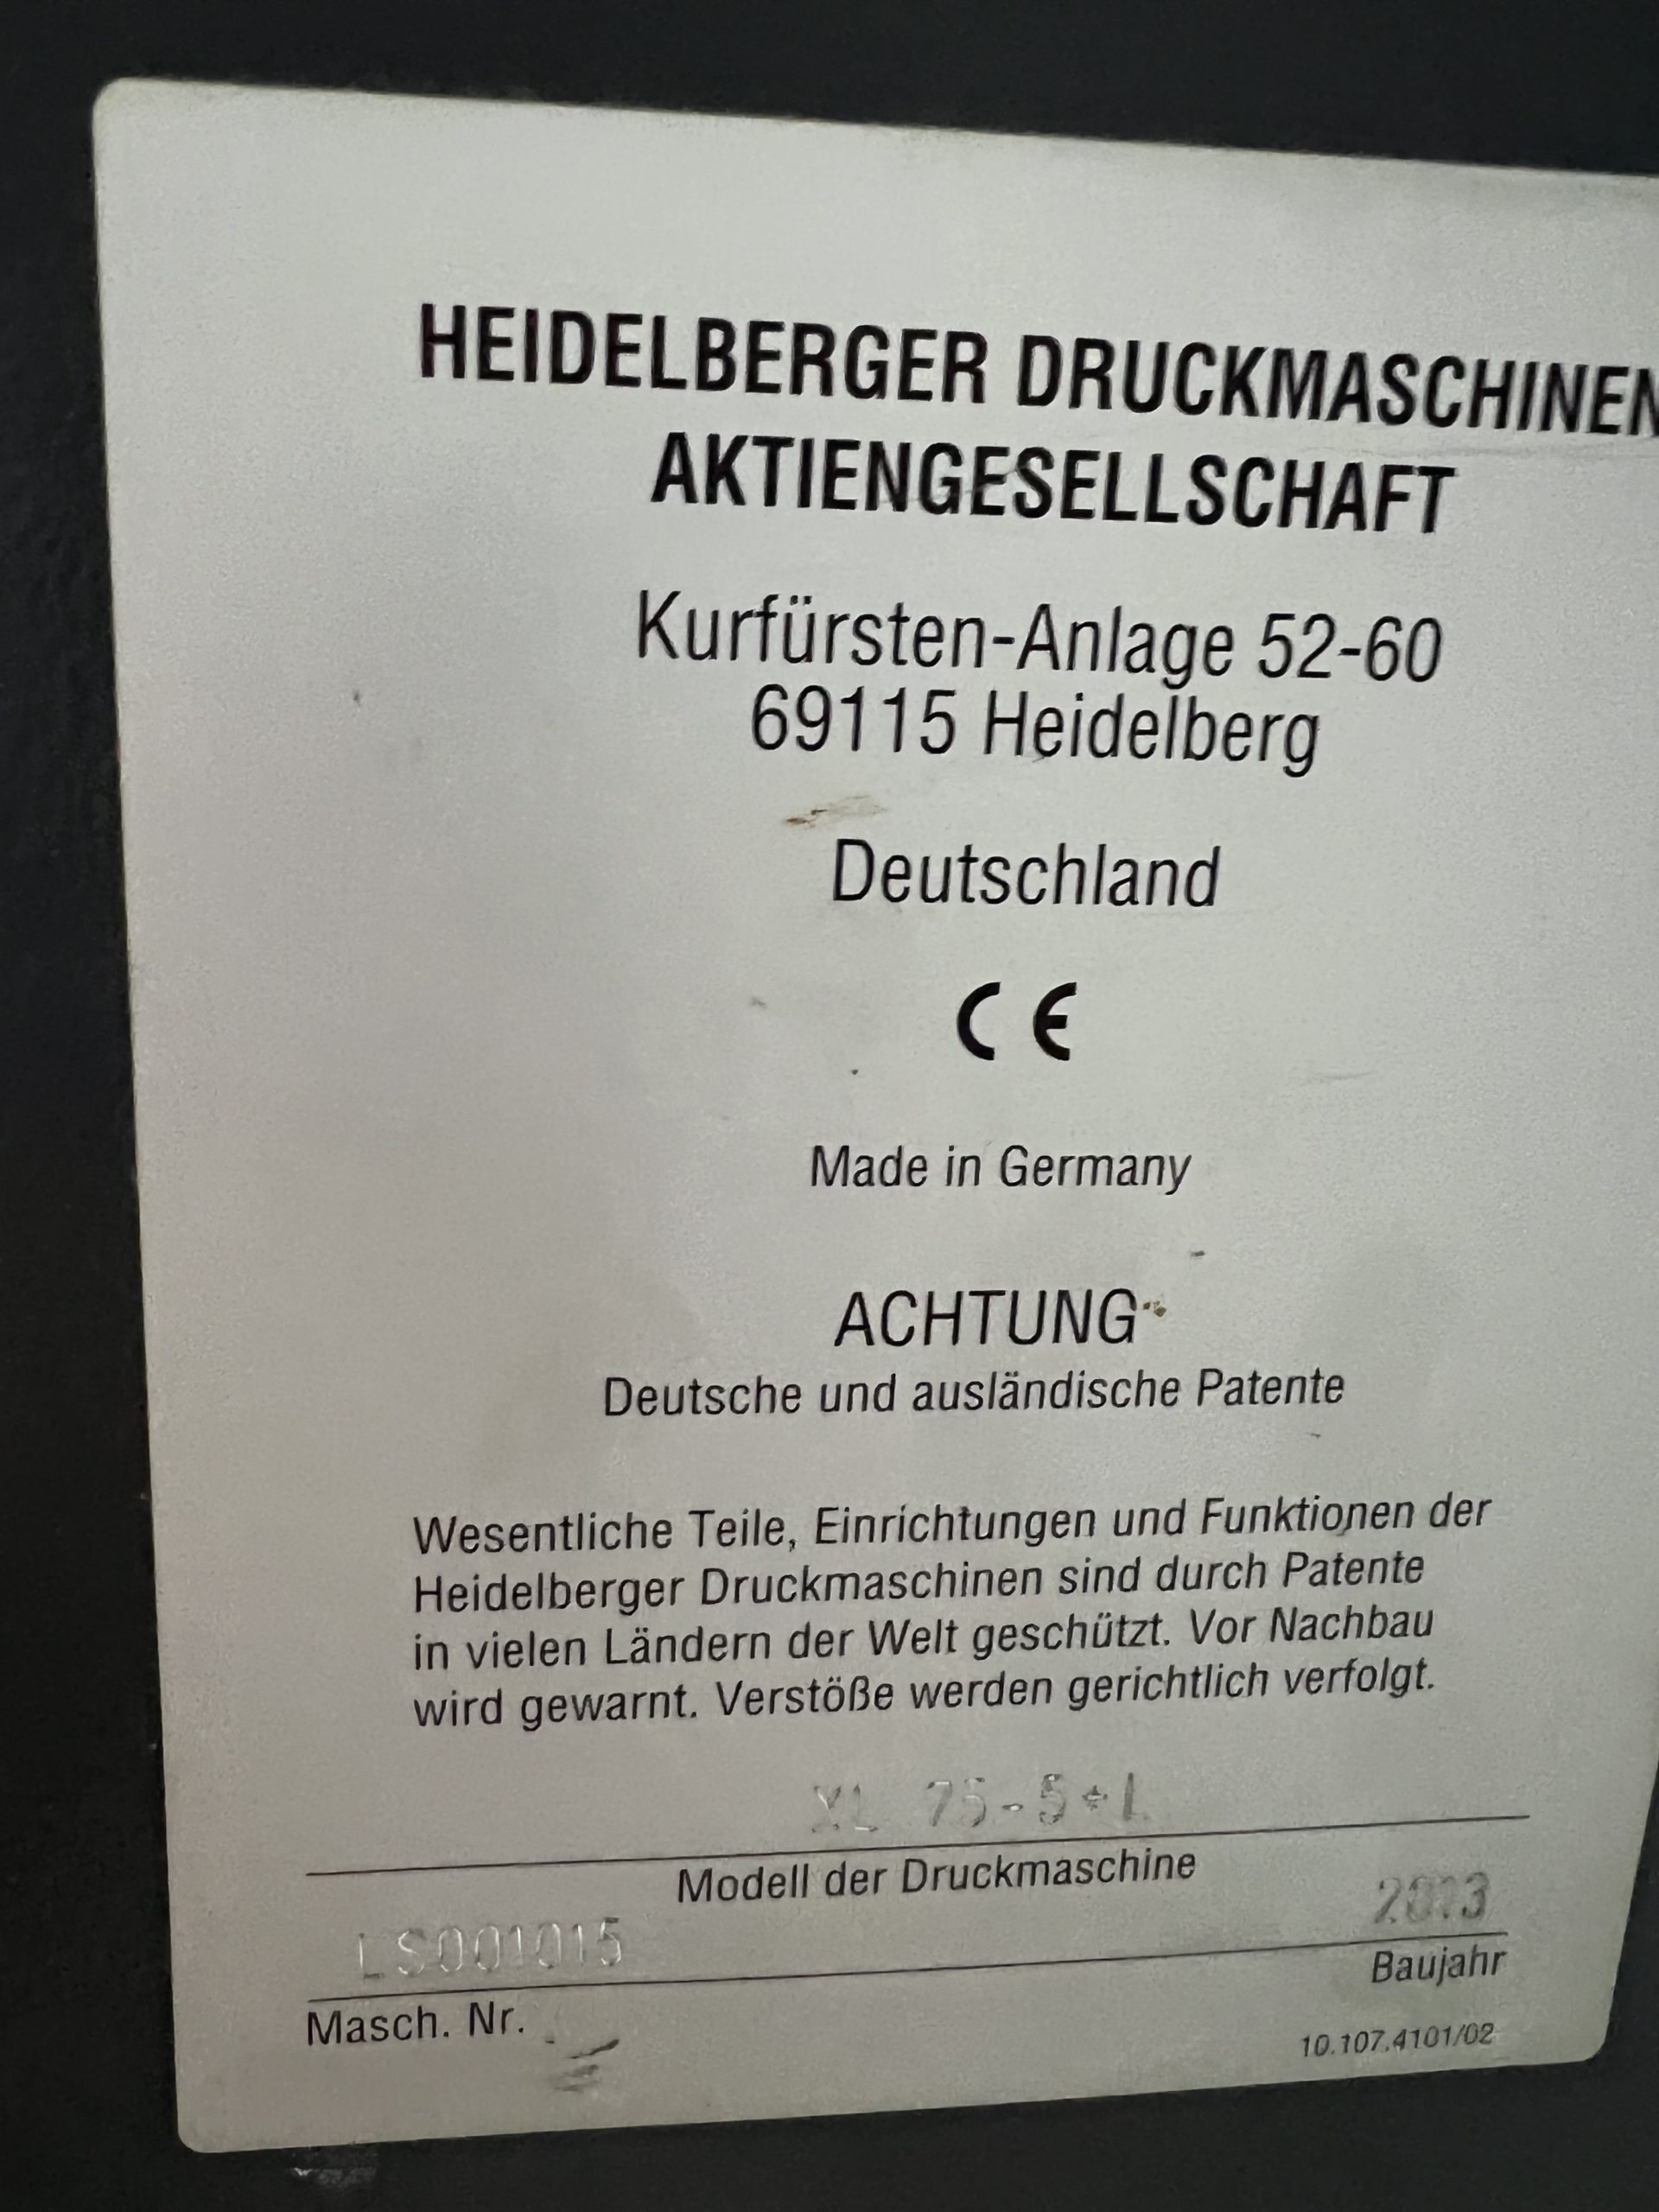 HEIDELBERGER DRUCKMASCHINEN
AKTIENGESELLSCHAFT
Kurfürsten-Anlage 52-60
69115 Heidelberg
Deutschland
CE
Made in Germany
ACHTUNG
Deutsche und ausländische Patente
Wesentliche Teile, Einrichtungen und Funktionen der
Heidelberger Druckmaschinen sind durch Patente
in vielen Ländern der Welt geschützt. Vor Nachbau
wird gewarnt. Verstöße werden gerichtlich verfolgt.
XL 75-5+L
Modell der Druckmaschine
LS001015 2013
Masch. Nr. Baujahr
10.107.4101/02